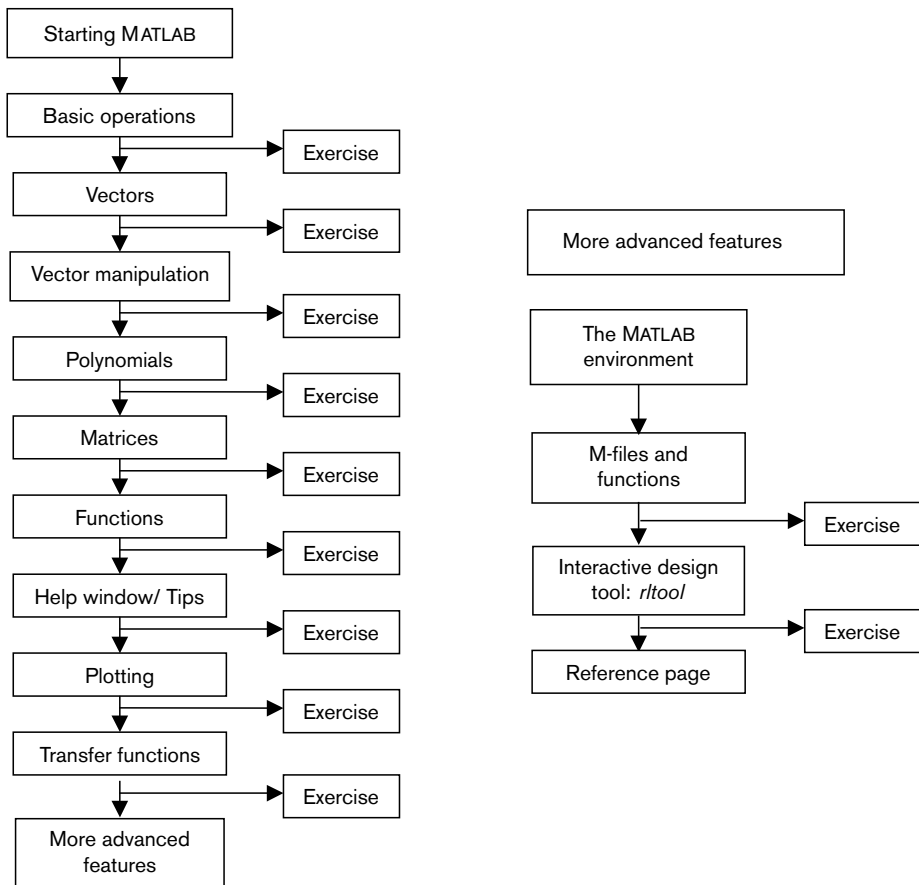 Starting MATLAB
Basic operations
Exercise
Vectors
Exercise
Vector manipulation
Exercise
Polynomials
Exercise
Matrices
Exercise
Functions
Exercise
Help window/ Tips
Exercise
Plotting
Exercise
Transfer functions
Exercise
More advanced
features
More advanced features
The MATLAB
environment
M-files and
functions
Exercise
Interactive design
tool: rltool
Exercise
Reference page